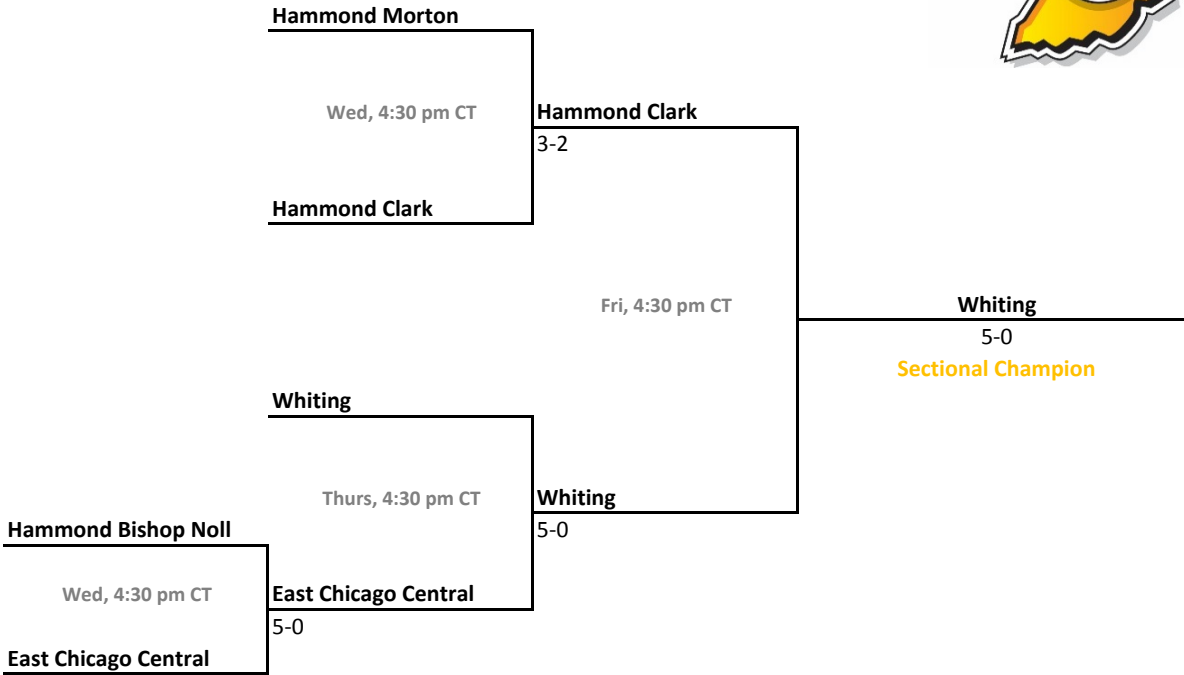 Hammond Morton
Wed, 4:30 pm CT
Hammond Clark
3-2
Hammond Clark
Fri, 4:30 pm CT
Whiting
5-0
Sectional Champion
Whiting
Thurs, 4:30 pm CT
Whiting
5-0
Hammond Bishop Noll
Wed, 4:30 pm CT
East Chicago Central
5-0
East Chicago Central